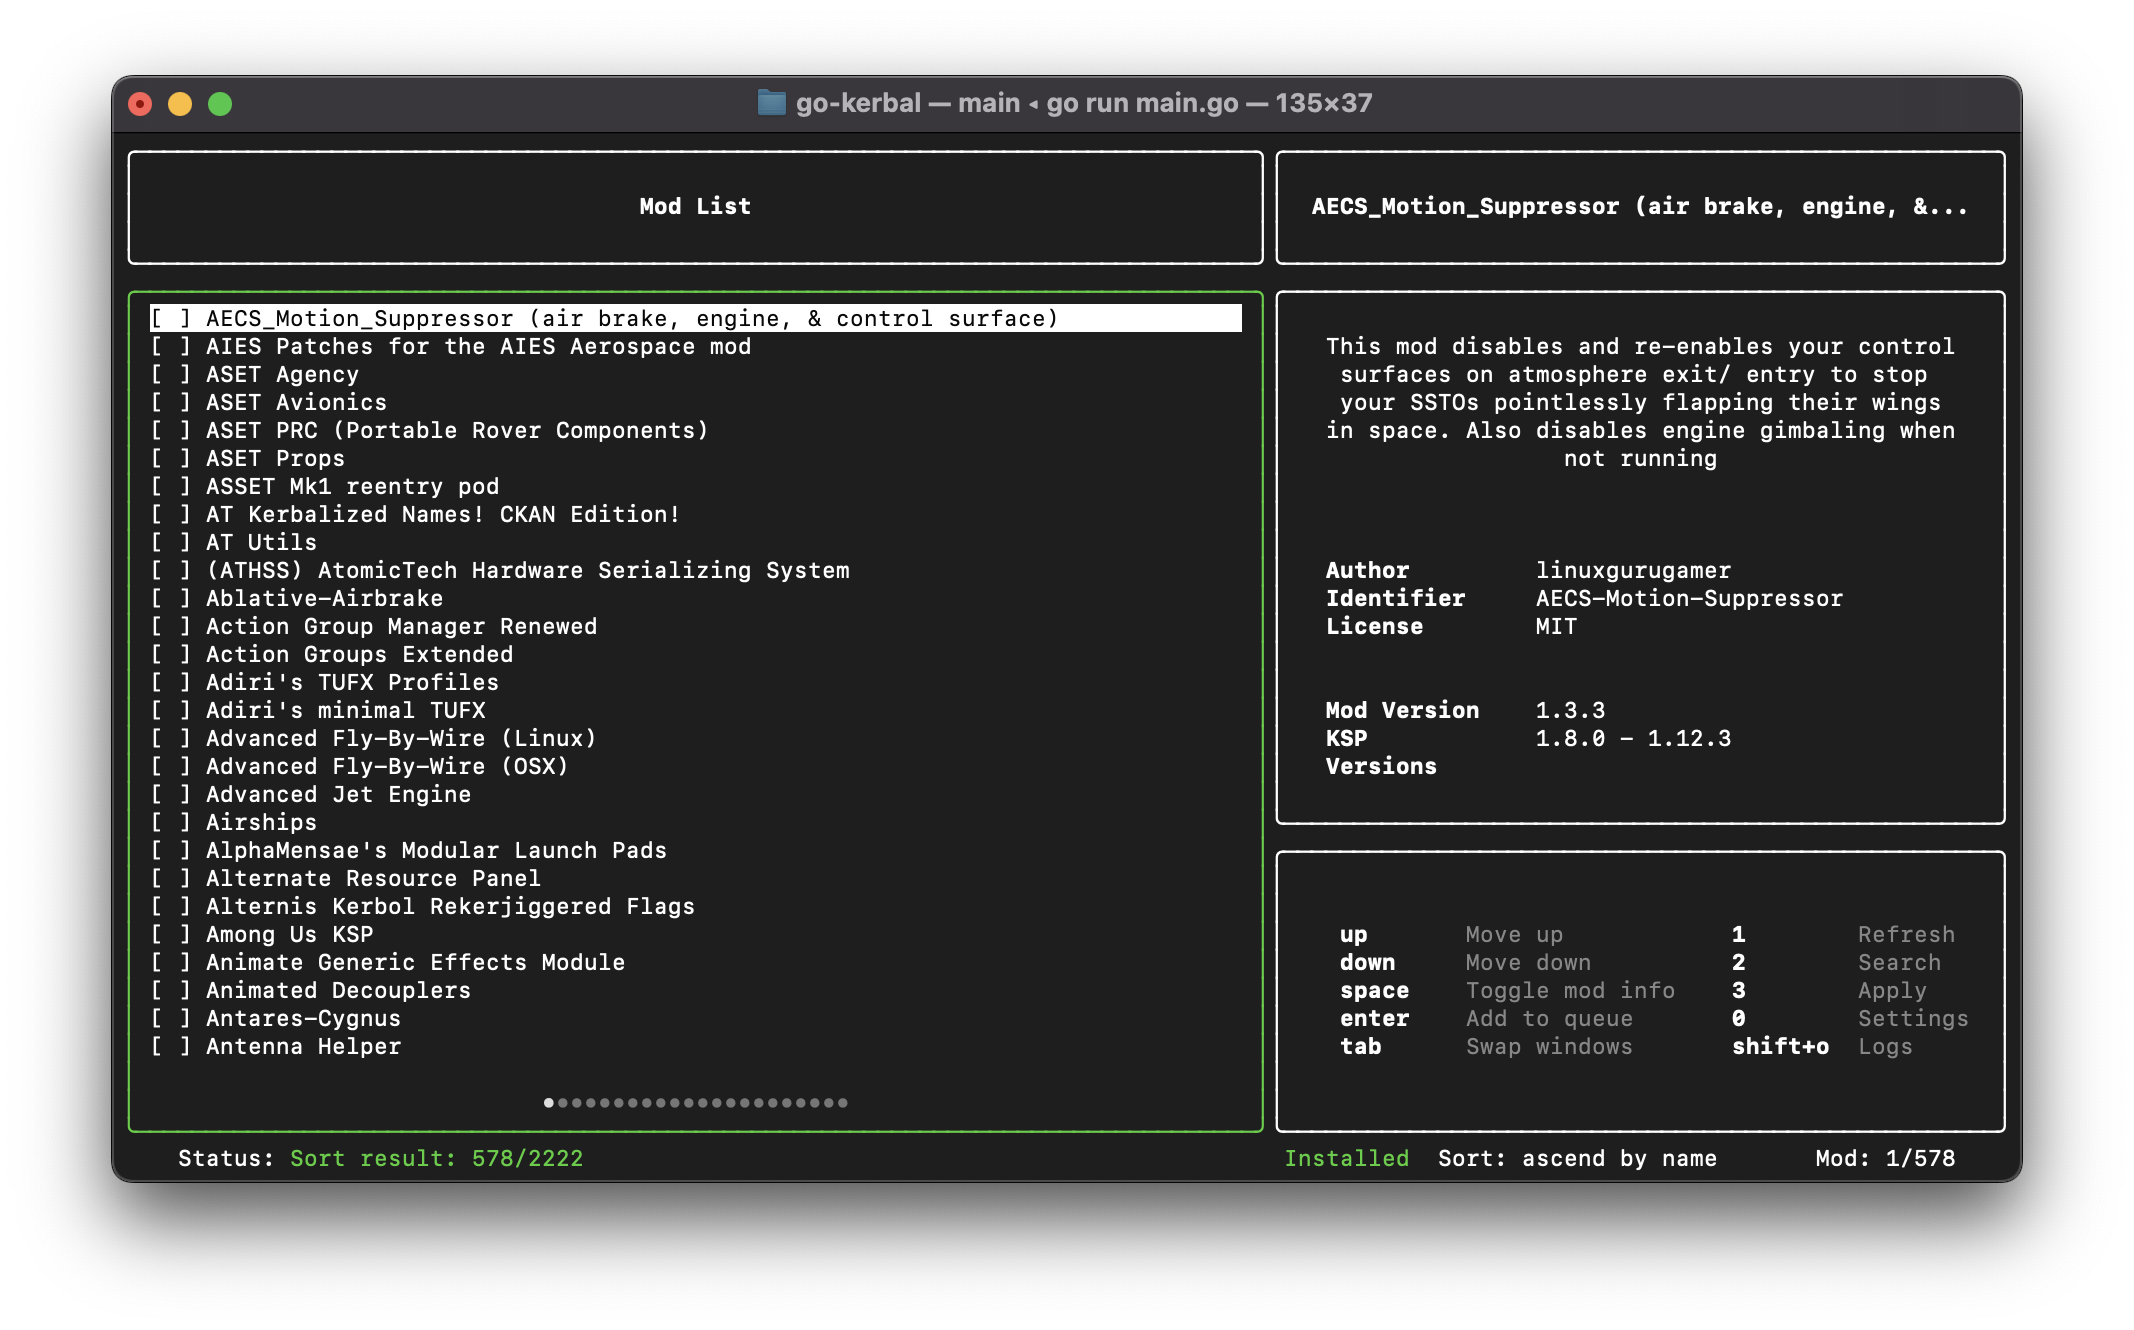 go-kerbal — main ◂ go run main.go — 135×37
Mod List
[ ] AECS_Motion_Suppressor (air brake, engine, & control surface)
[ ] AIES Patches for the AIES Aerospace mod
[ ] ASET Agency
[ ] ASET Avionics
[ ] ASET PRC (Portable Rover Components)
[ ] ASET Props
[ ] ASSET Mk1 reentry pod
[ ] AT Kerbalized Names! CKAN Edition!
[ ] AT Utils
[ ] (ATHSS) AtomicTech Hardware Serializing System
[ ] Ablative-Airbrake
[ ] Action Group Manager Renewed
[ ] Action Groups Extended
[ ] Adiri's TUFX Profiles
[ ] Adiri's minimal TUFX
[ ] Advanced Fly-By-Wire (Linux)
[ ] Advanced Fly-By-Wire (OSX)
[ ] Advanced Jet Engine
[ ] Airships
[ ] AlphaMensae's Modular Launch Pads
[ ] Alternate Resource Panel
[ ] Alternis Kerbol Rekerjiggered Flags
[ ] Among Us KSP
[ ] Animate Generic Effects Module
[ ] Animated Decouplers
[ ] Antares-Cygnus
[ ] Antenna Helper
AECS_Motion_Suppressor (air brake, engine, &...
This mod disables and re-enables your control
surfaces on atmosphere exit/ entry to stop
your SSTOs pointlessly flapping their wings
in space. Also disables engine gimbaling when
not running
Author linuxgurugamer
Identifier AECS-Motion-Suppressor
License MIT
Mod Version 1.3.3
KSP 1.8.0 - 1.12.3
Versions
up Move up 1 Refresh
down Move down 2 Search
space Toggle mod info 3 Apply
enter Add to queue 0 Settings
tab Swap windows shift+o Logs
Status: Sort result: 578/2222 Installed Sort: ascend by name Mod: 1/578